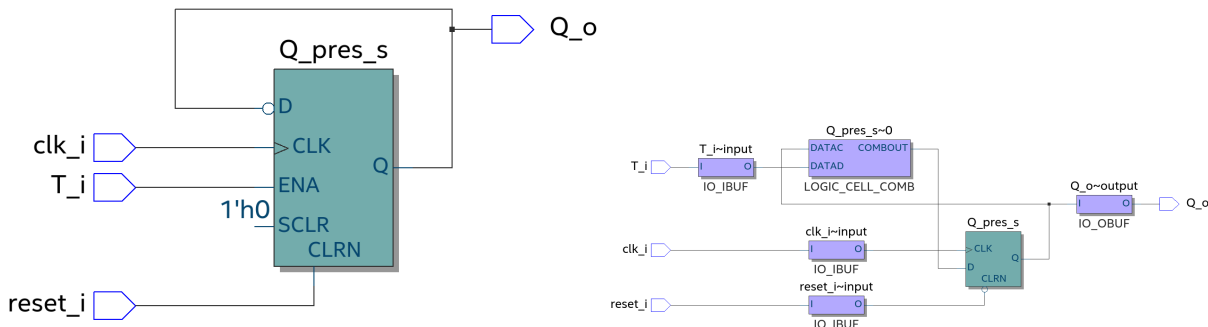 Q_o
Q_pres_s
D
clk_i
CLK
T_i
ENA
Q
1'h0
SCLR
CLRN
reset_i
Q_pres_s~0
T_i~input
DATAC COMBOUT
T_i
I O
DATAD
IO_IBUF
LOGIC_CELL_COMB
Q_o~output
I O
Q_o
IO_OBUF
Q_pres_s
clk_i~input
clk_i
I O
CLK
Q
IO_IBUF
D
CLRN
reset_i~input
reset_i
I O
IO_IBUF